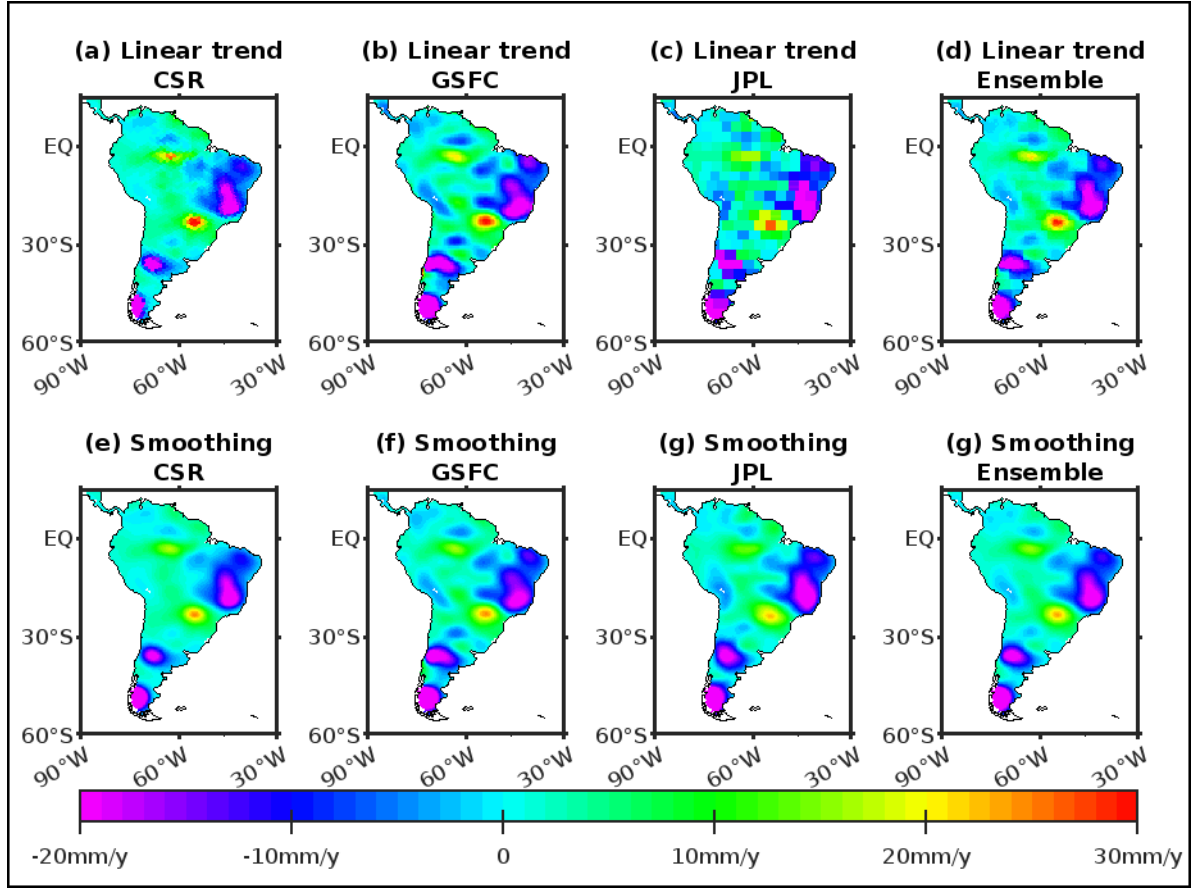 (a) Linear trend
CSR
(b) Linear trend
GSFC
(c) Linear trend
JPL
(d) Linear trend
Ensemble
EQ
30°S
60°S
90°W
60°W
30°W
EQ
30°S
60°S
90°W
60°W
30°W
EQ
30°S
60°S
90°W
60°W
30°W
EQ
30°S
60°S
90°W
60°W
30°W
(e) Smoothing
CSR
(f) Smoothing
GSFC
(g) Smoothing
JPL
(g) Smoothing
Ensemble
EQ
30°S
60°S
90°W
60°W
30°W
EQ
30°S
60°S
90°W
60°W
30°W
EQ
30°S
60°S
90°W
60°W
30°W
EQ
30°S
60°S
90°W
60°W
30°W
-20mm/y
-10mm/y
0
10mm/y
20mm/y
30mm/y